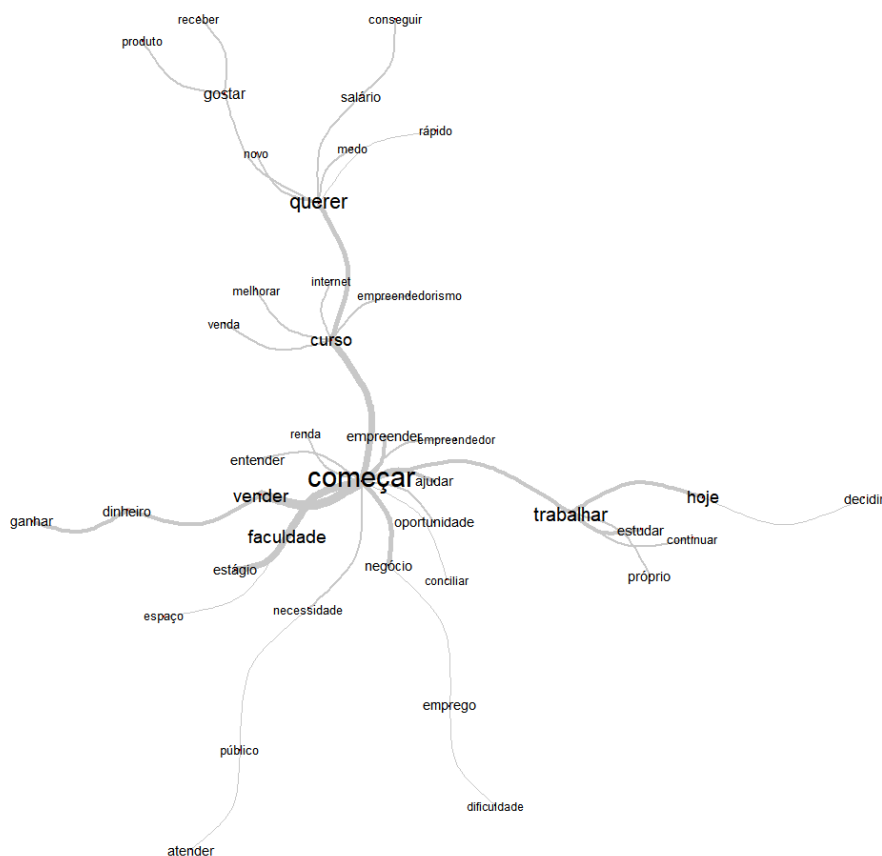 receber
conseguir
produto
gostar
salário
rápido
medo
novo
querer
internet
melhorar
empreendedorismo
venda
curso
renda
empreender
empreendedor
entender
começar
ajudar
vender
hoje
decidir
ganhar
dinheiro
trabalhar
oportunidade
estudar
faculdade
continuar
negócio
estágio
próprio
conciliar
espaço
necessidade
emprego
público
dificuldade
atender